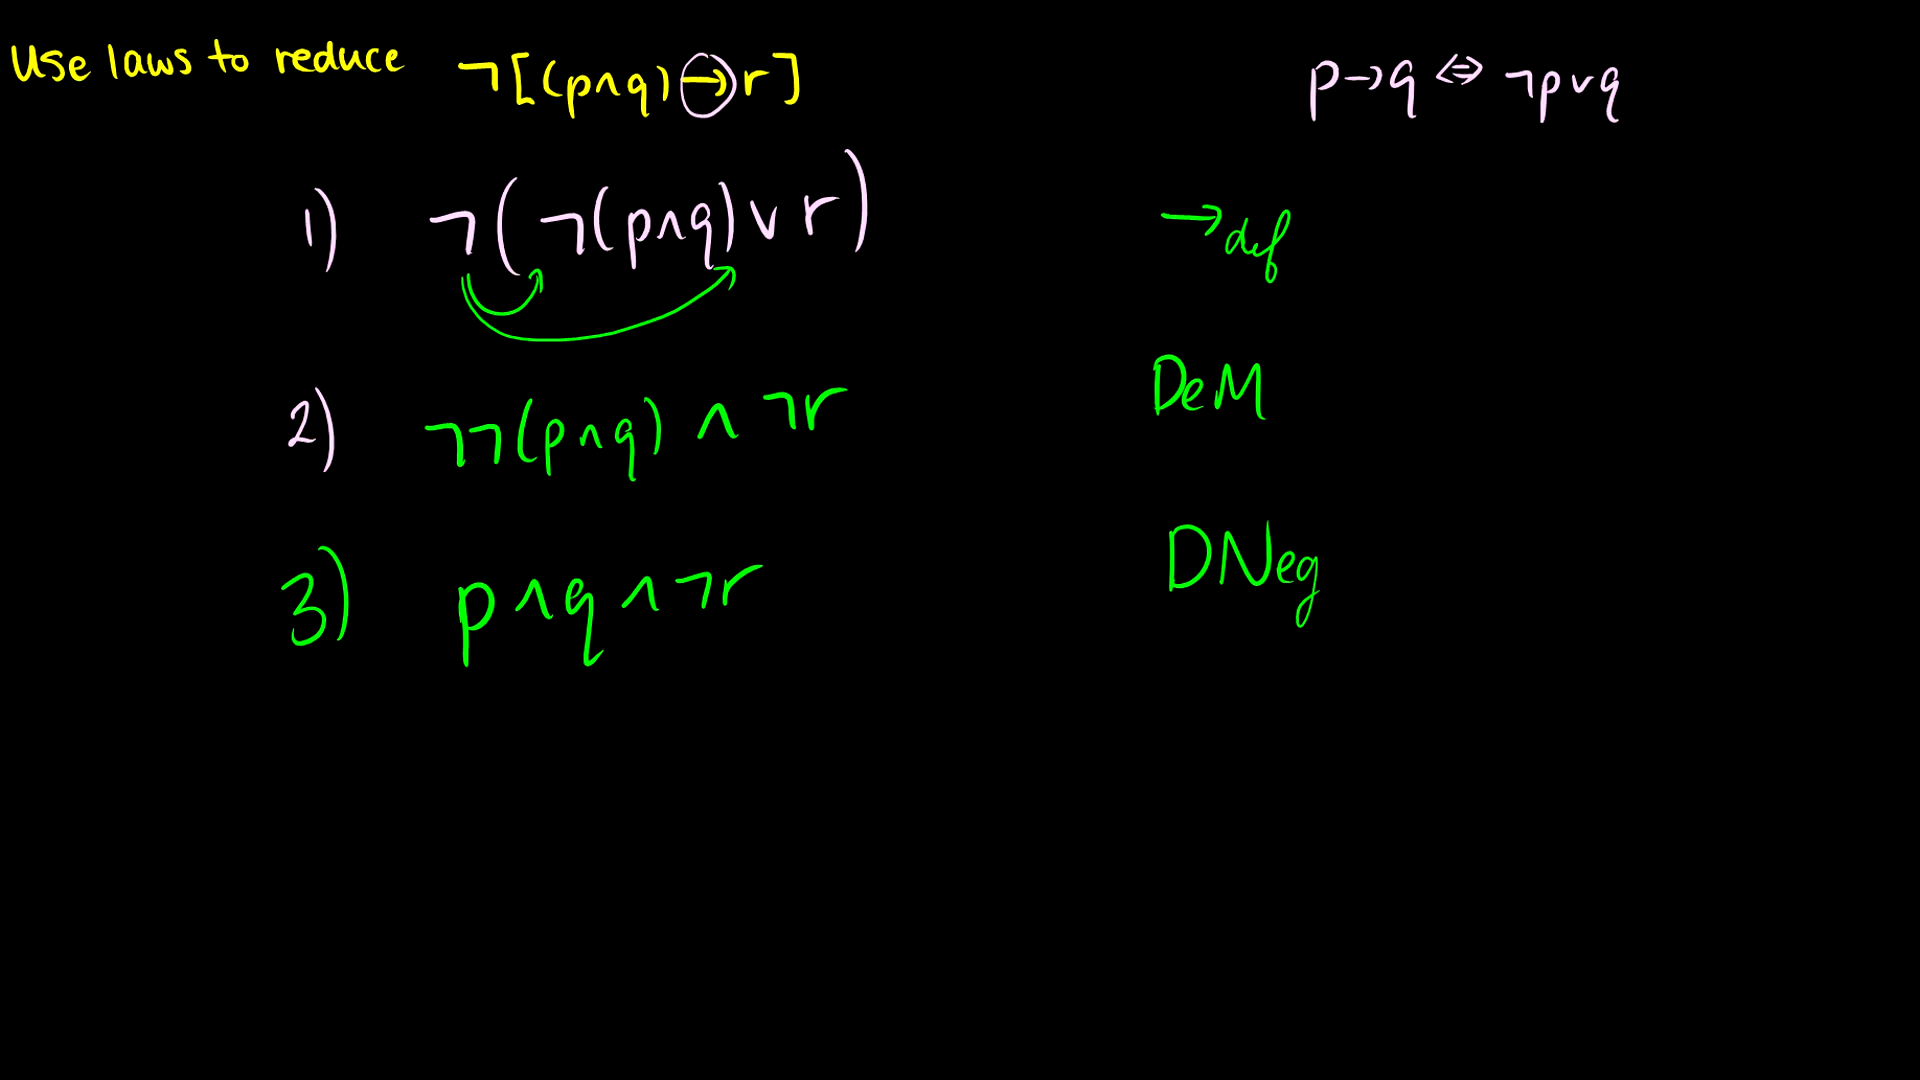 Use laws to reduce ¬[(p∧q)→r] p→q ⇔ ¬p∨q
1) ¬(¬(p∧q)∨r) →def
2) ¬¬(p∧q) ∧ ¬r DeM
3) p∧q∧¬r DNeg